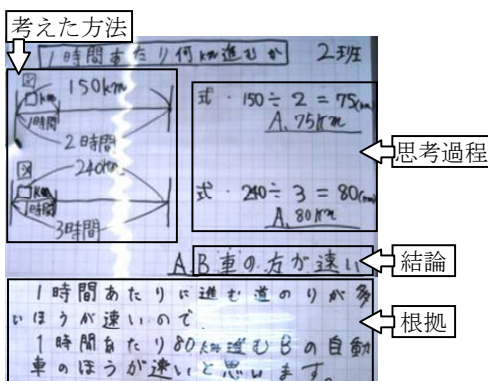 考えた方法
1時間あたり何km進むか 2班
図 150km
□km
1時間
2時間
図 240km
□km
1時間
3時間
式・150÷2=75(km)
A.75km
式・240÷3=80(km)
A.80km
思考過程
A.B車の方が速い
結論
1時間あたりに進む道のりが多
いほうが速いので
1時間あたり80km進むBの自動
車のほうが速いと思います。
根拠